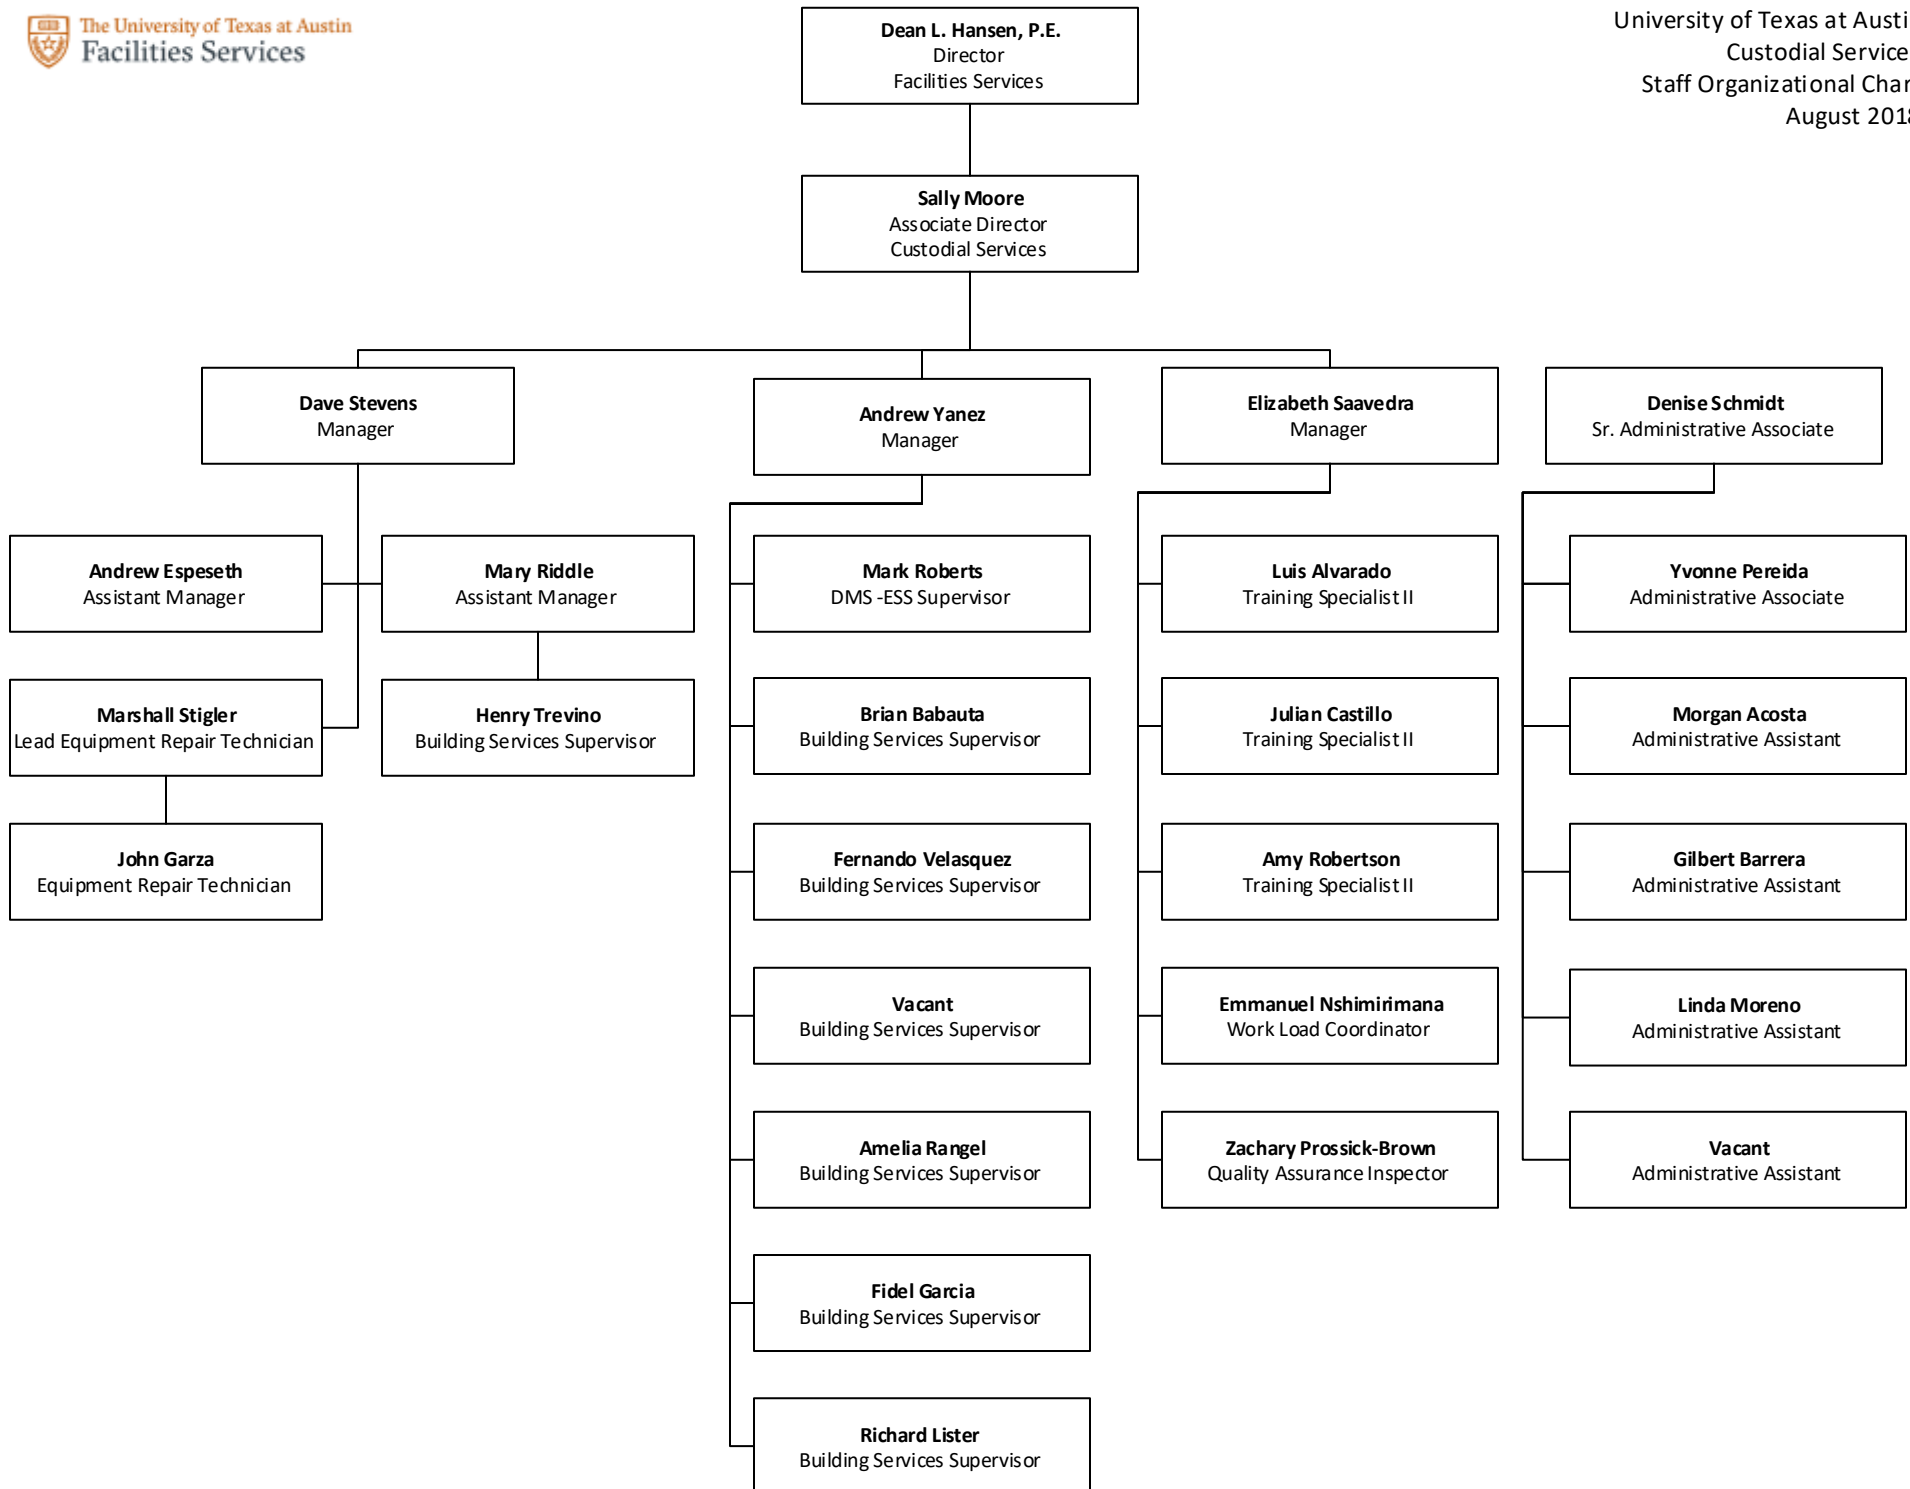 The University of Texas at Austin
Facilities Services
University of Texas at Austi
Custodial Service
Staff Organizational Char
August 2018
Dean L. Hansen, P.E.
Director
Facilities Services
Sally Moore
Associate Director
Custodial Services
Dave Stevens
Manager
Andrew Yanez
Manager
Elizabeth Saavedra
Manager
Denise Schmidt
Sr. Administrative Associate
Andrew Espeseth
Assistant Manager
Mary Riddle
Assistant Manager
Marshall Stigler
Lead Equipment Repair Technician
Henry Trevino
Building Services Supervisor
John Garza
Equipment Repair Technician
Mark Roberts
DMS -ESS Supervisor
Brian Babauta
Building Services Supervisor
Fernando Velasquez
Building Services Supervisor
Vacant
Building Services Supervisor
Amelia Rangel
Building Services Supervisor
Fidel Garcia
Building Services Supervisor
Richard Lister
Building Services Supervisor
Luis Alvarado
Training Specialist II
Julian Castillo
Training Specialist II
Amy Robertson
Training Specialist II
Emmanuel Nshimirimana
Work Load Coordinator
Zachary Prossick-Brown
Quality Assurance Inspector
Yvonne Pereida
Administrative Associate
Morgan Acosta
Administrative Assistant
Gilbert Barrera
Administrative Assistant
Linda Moreno
Administrative Assistant
Vacant
Administrative Assistant